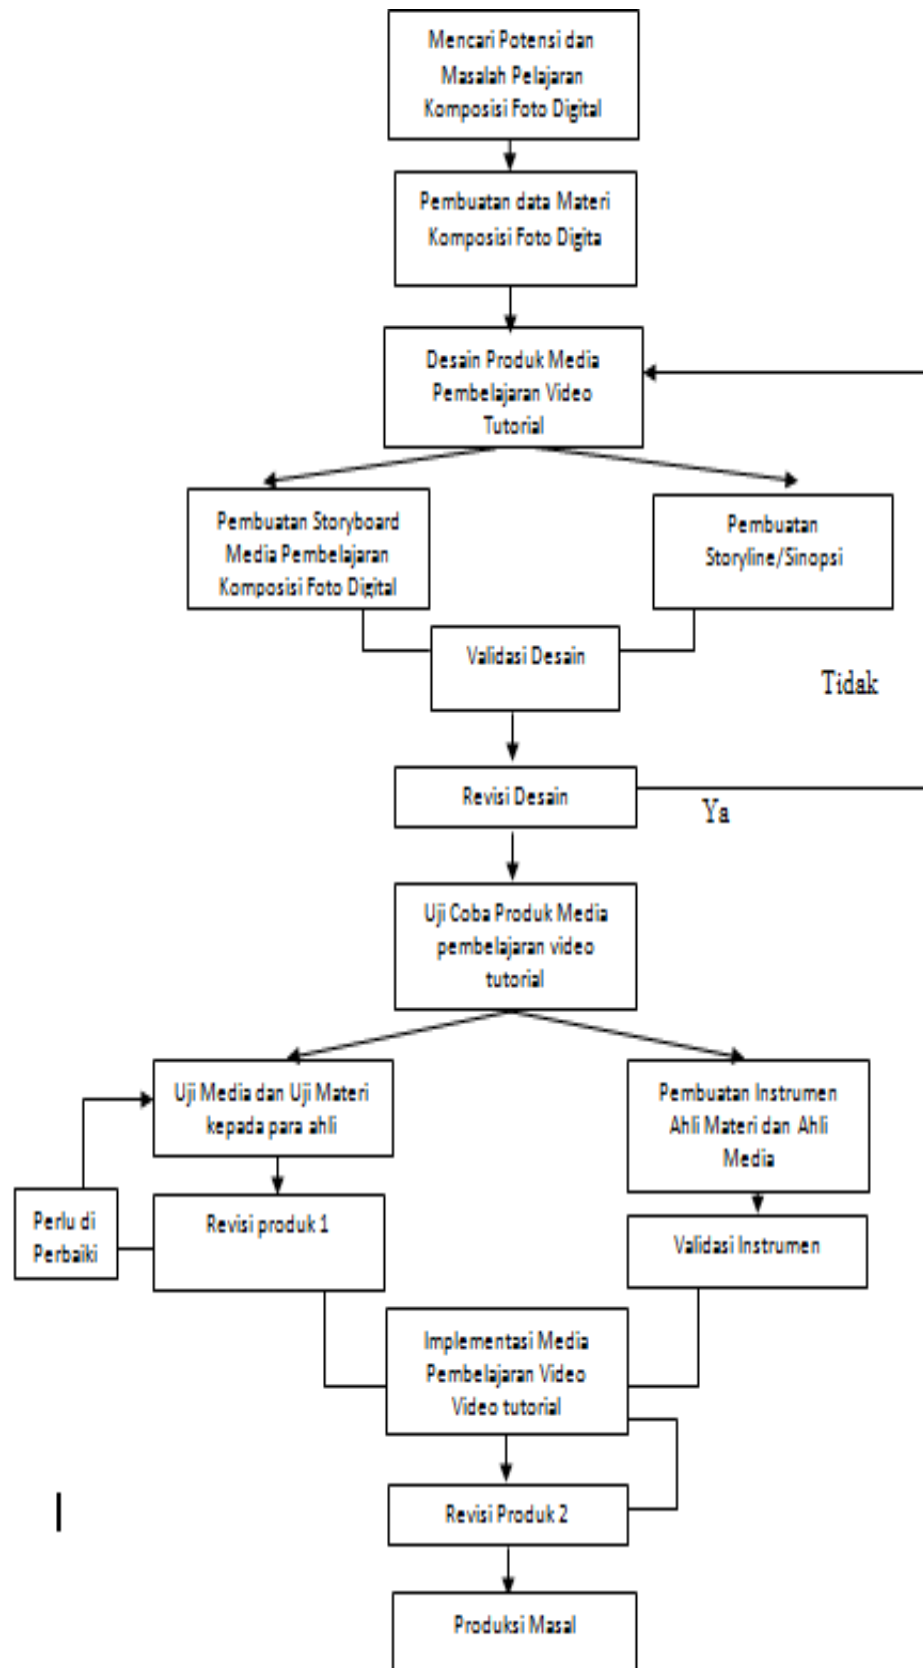 Mencari Potensi dan
Masalah Pelajaran
Komposisi Foto Digital
Pembuatan data Materi
Komposisi Foto Digita
Desain Produk Media
Pembelajaran Video
Tutorial
Pembuatan Storyboard
Media Pembelajaran
Komposisi Foto Digital
Pembuatan
Storyline/Sinopsi
Validasi Desain
Tidak
Revisi Desain
Ya
Uji Coba Produk Media
pembelajaran video
tutorial
Uji Media dan Uji Materi
kepada para ahli
Pembuatan Instrumen
Ahli Materi dan Ahli
Media
Perlu di
Perbaiki
Revisi produk 1
Validasi Instrumen
Implementasi Media
Pembelajaran Video
Video tutorial
Revisi Produk 2
Produksi Masal